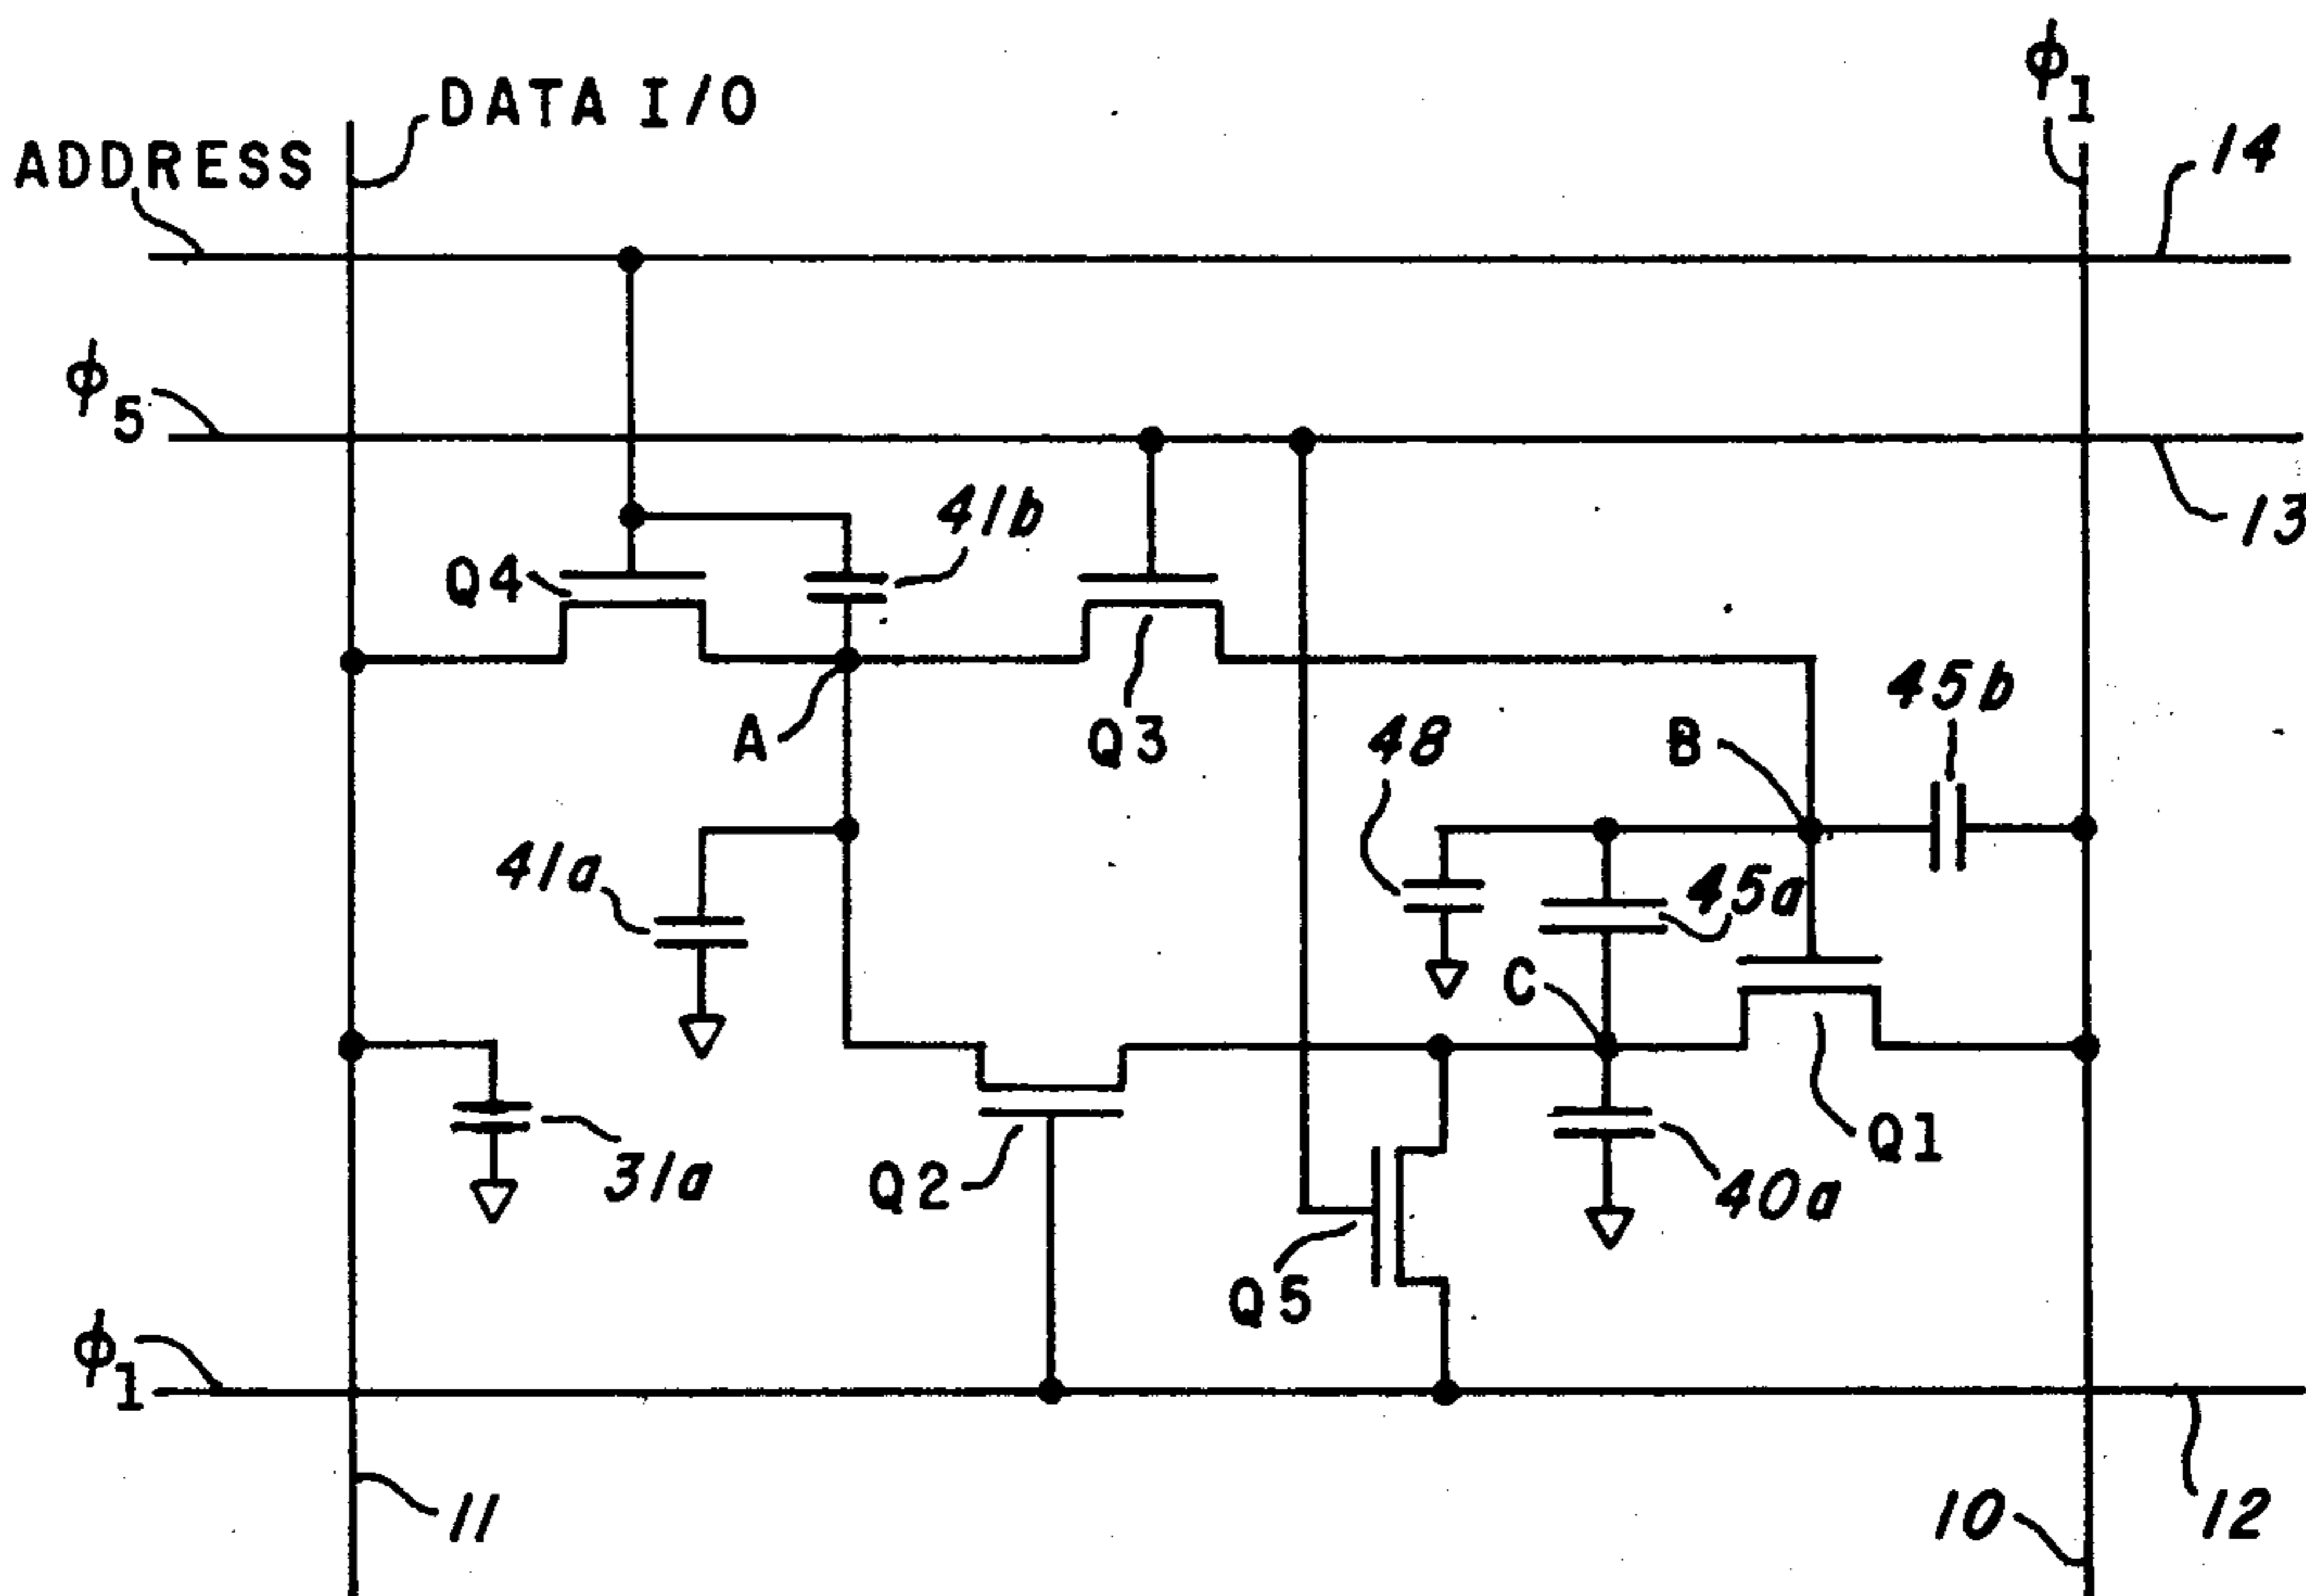 DATA I/O
ϕ1
ADDRESS
14
ϕ5
13
41b
Q4
A
Q3
48
B
45b
41a
45a
C
Q1
31a
Q2
40a
Q5
ϕ1
11
10
12